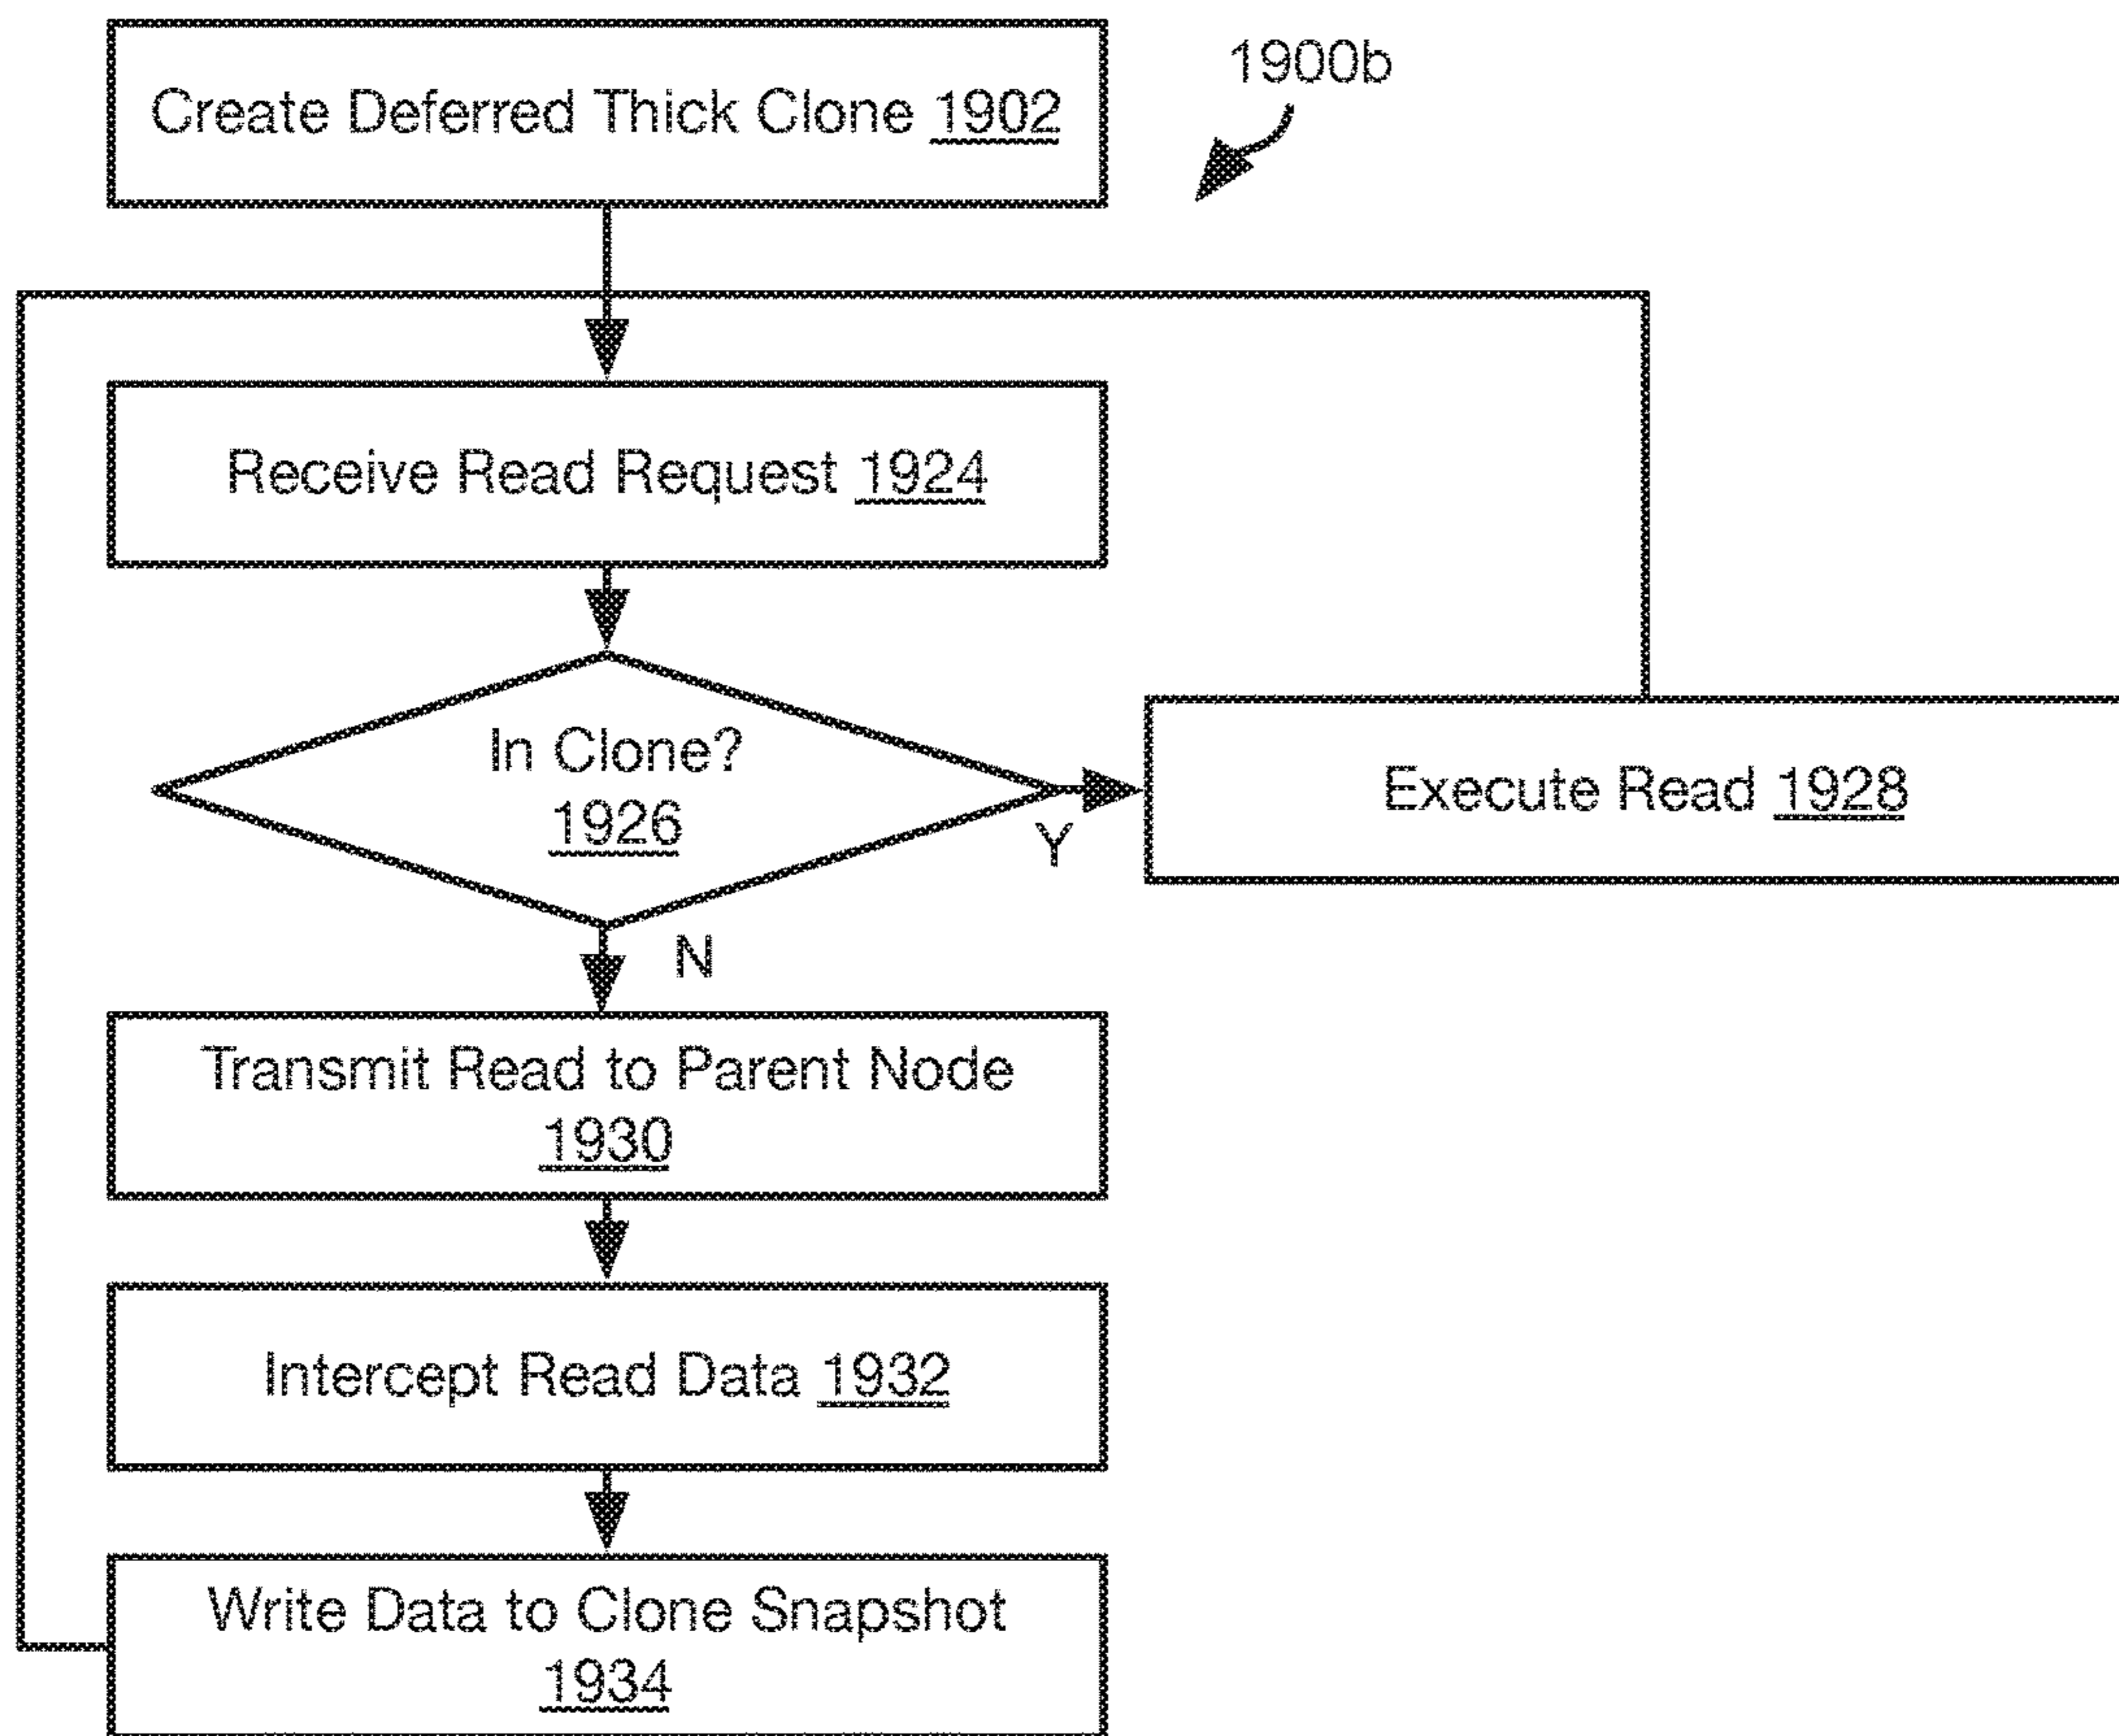 Create Deferred Thick Clone 1902
1900b
Receive Read Request 1924
In Clone?
1926
Y
Execute Read 1928
N
Transmit Read to Parent Node
1930
Intercept Read Data 1932
Write Data to Clone Snapshot
1934